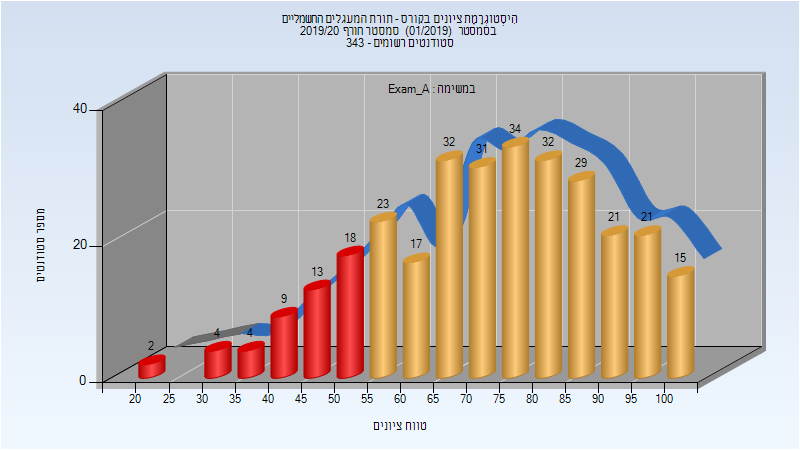 היסטוגרמת ציונים בקורס - תורת המעגלים החשמליים
בסמסטר (01/2019) סמסטר חורף 2019/20
סטודנטים רשומים - 343
במשימה : Exam_A
מספר סטודנטים
40
20
0
2
4
4
9
13
18
23
17
32
31
34
32
29
21
21
15
20 25 30 35 40 45 50 55 60 65 70 75 80 85 90 95 100
טווח ציונים